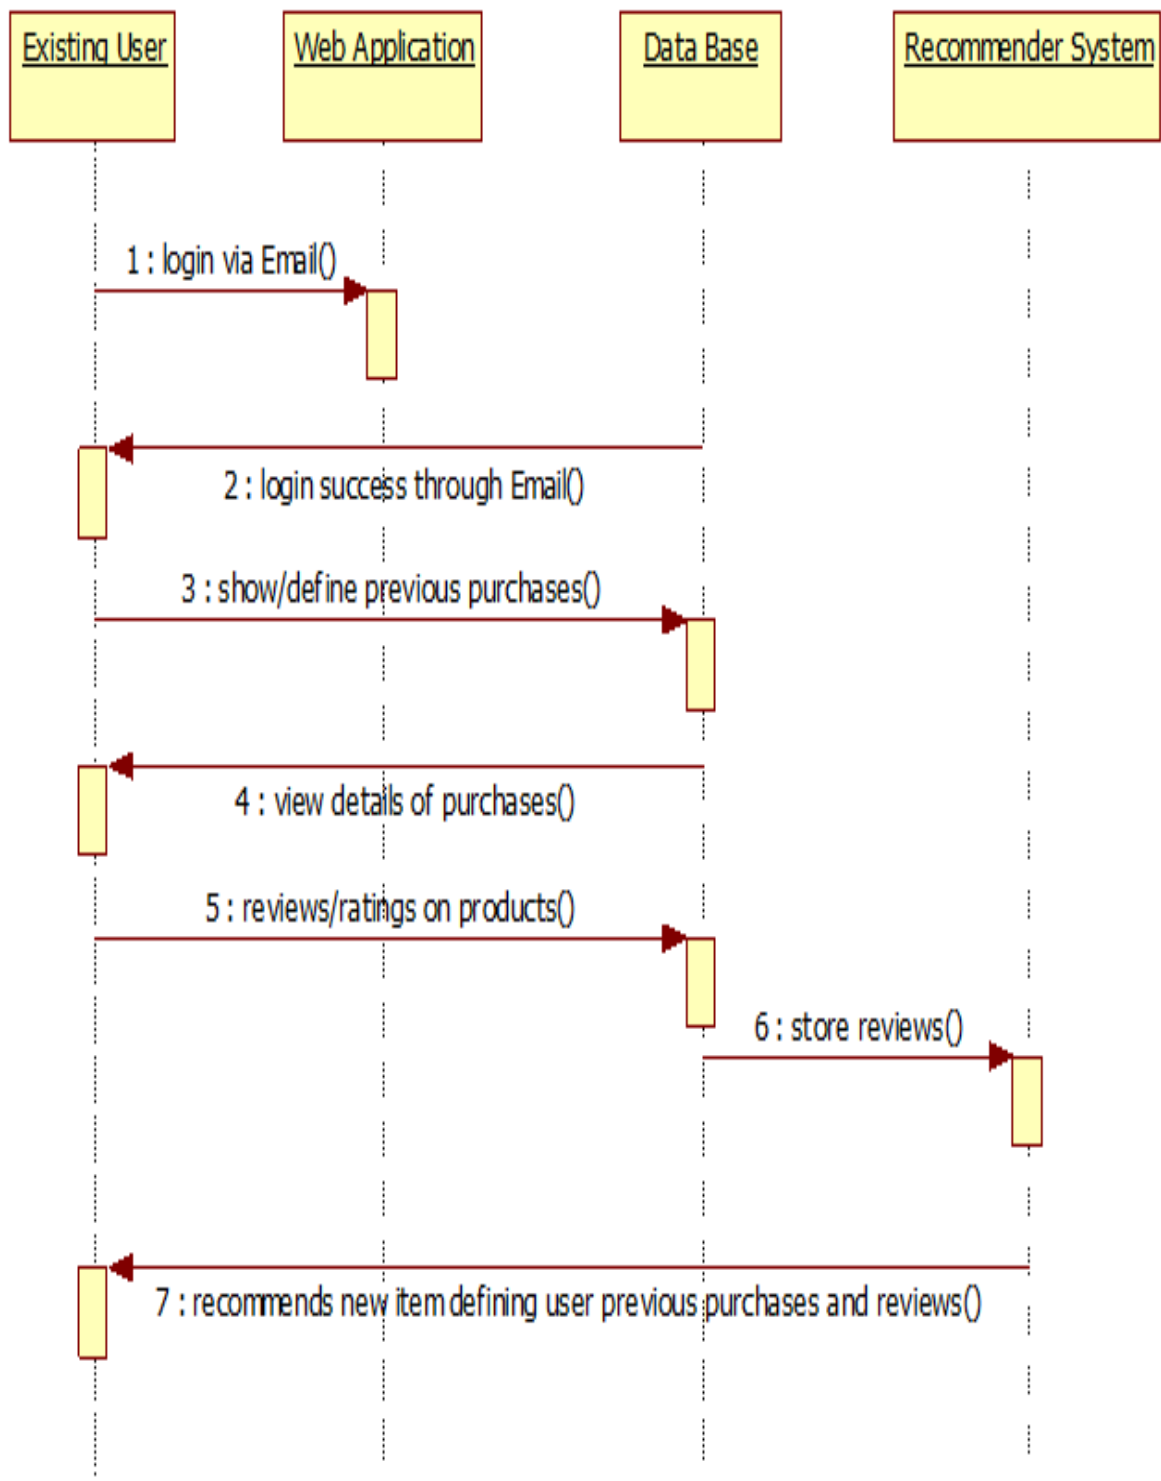 Existing User
Web Application
Data Base
Recommender System
1 : login via Email()
2 : login success through Email()
3 : show/define previous purchases()
4 : view details of purchases()
5 : reviews/ratings on products()
6 : store reviews()
7 : recommends new item defining user previous purchases and reviews()